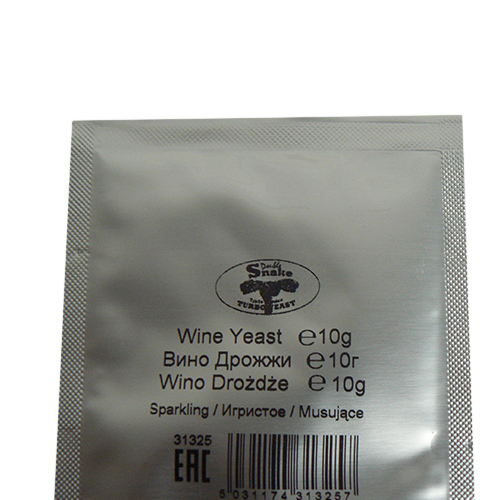 Double
Snake
TURBO YEAST
Wine Yeast ℮10g
Вино Дрожжи ℮10г
Wino Drożdże ℮10g
Sparkling / Игристое / Musujące
31325
EAC
5 031174 313257